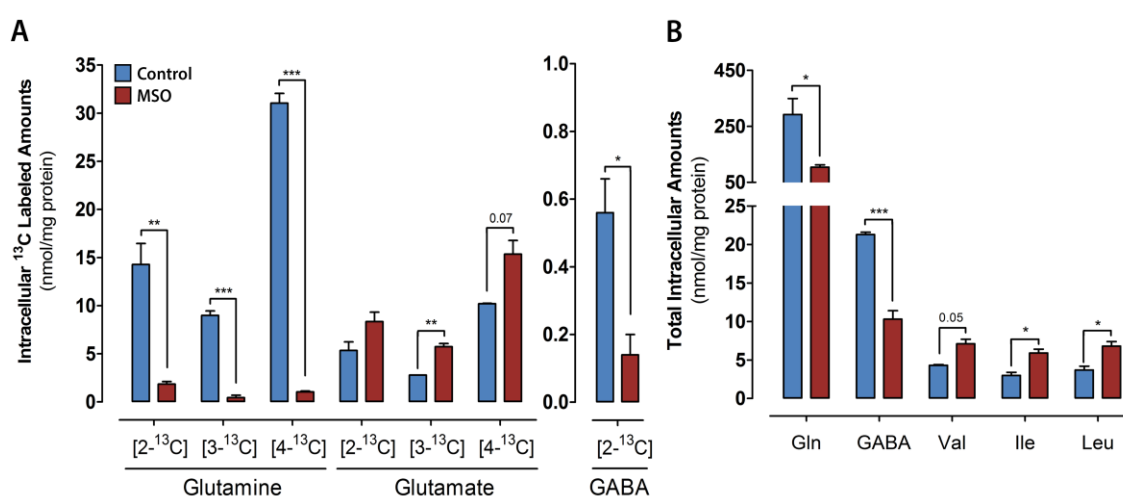 A
Intracellular ¹³C Labeled Amounts
(nmol/mg protein)
35
30
25
20
15
10
5
0
Control
MSO
**
***
***
**
0.07
[2-¹³C]
[3-¹³C]
[4-¹³C]
[2-¹³C]
[3-¹³C]
[4-¹³C]
Glutamine
Glutamate
1.0
0.8
0.6
0.4
0.2
0.0
*
[2-¹³C]
GABA
B
Total Intracellular Amounts
(nmol/mg protein)
450
250
50
25
20
15
10
5
0
*
***
0.05
*
*
Gln
GABA
Val
Ile
Leu